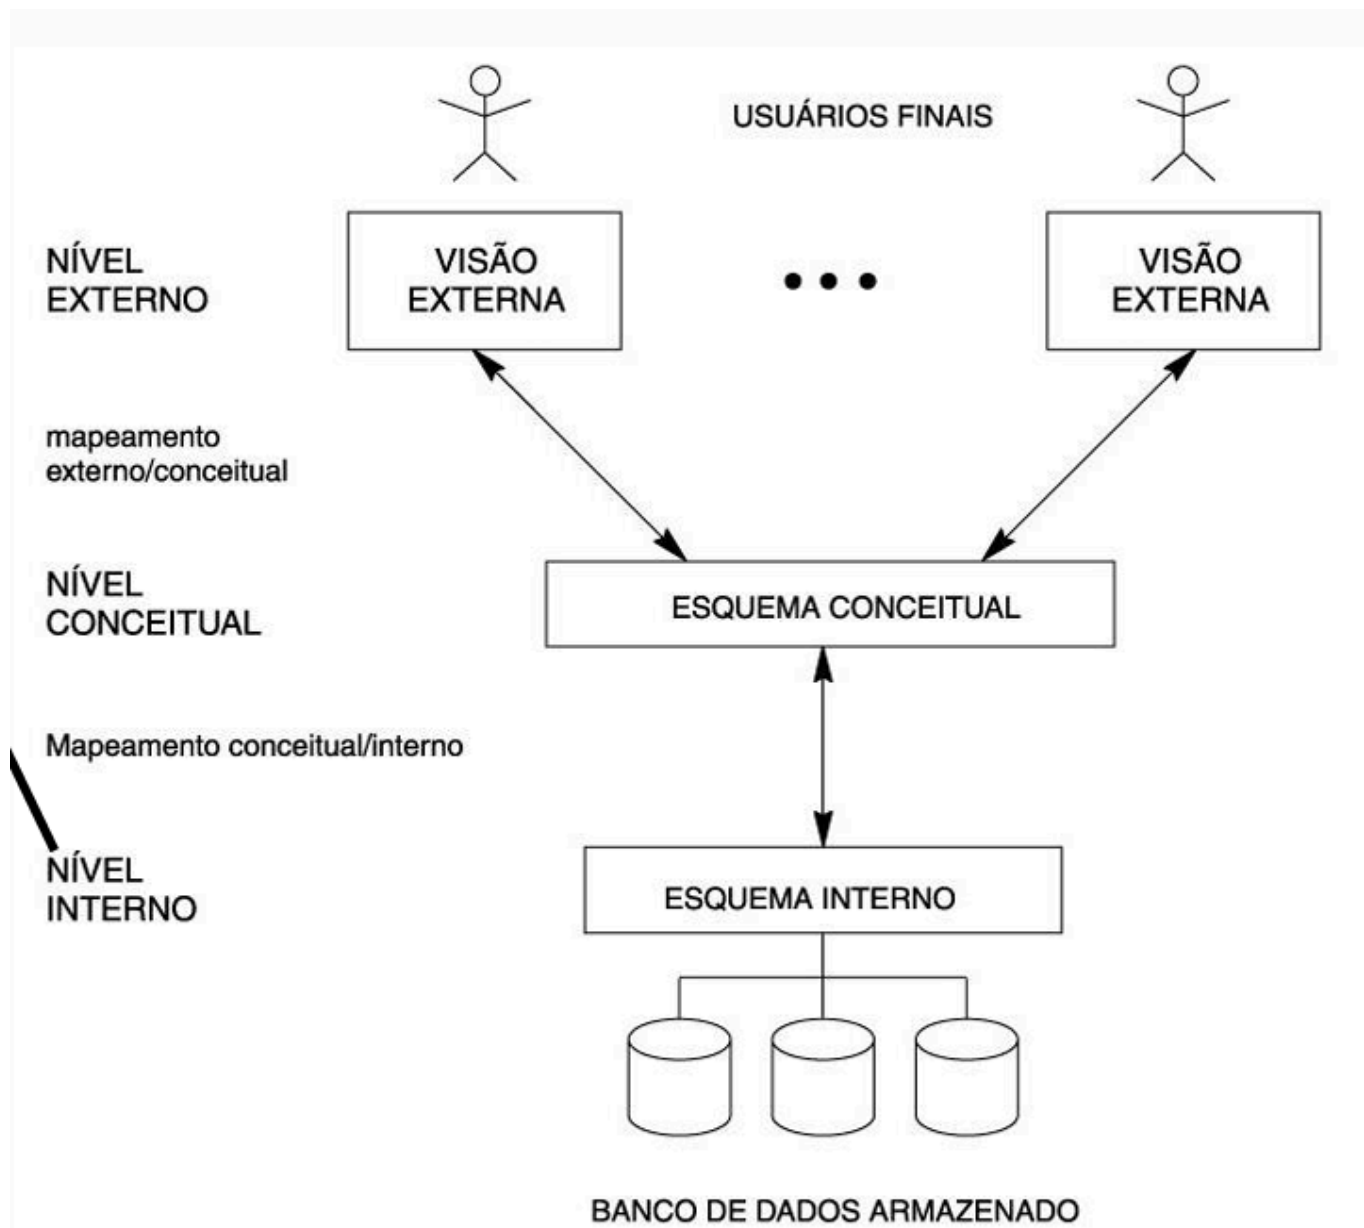 USUÁRIOS FINAIS
NÍVEL
EXTERNO
VISÃO
EXTERNA
VISÃO
EXTERNA
mapeamento
externo/conceitual
NÍVEL
CONCEITUAL
ESQUEMA CONCEITUAL
Mapeamento conceitual/interno
NÍVEL
INTERNO
ESQUEMA INTERNO
BANCO DE DADOS ARMAZENADO